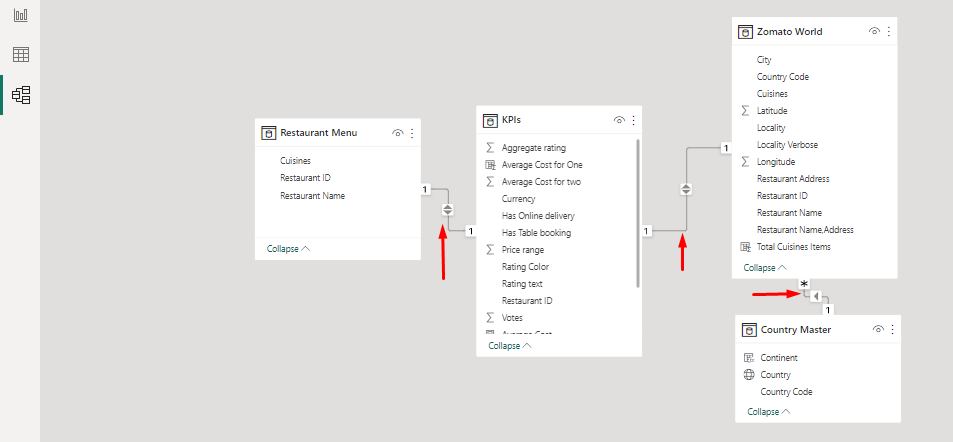 Restaurant Menu
Cuisines
Restaurant ID
Restaurant Name
Collapse
1
1
KPIs
Aggregate rating
Average Cost for One
Average Cost for two
Currency
Has Online delivery
Has Table booking
Price range
Rating Color
Rating text
Restaurant ID
Votes
Average Cost
Collapse
1
1
Zomato World
City
Country Code
Cuisines
Latitude
Locality
Locality Verbose
Longitude
Restaurant Address
Restaurant ID
Restaurant Name
Restaurant Name,Address
Total Cuisines Items
Collapse
*
1
Country Master
Continent
Country
Country Code
Collapse